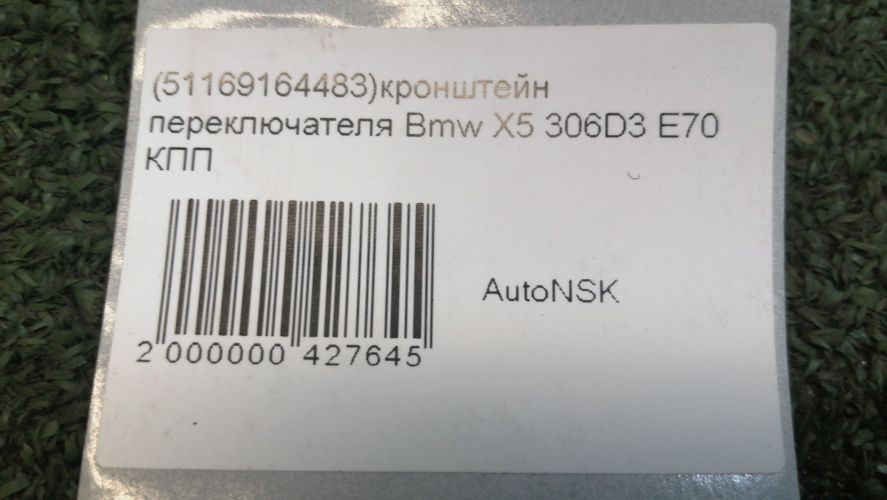 (51169164483)кронштейн
переключателя Bmw X5 306D3 E70
КПП
AutoNSK
2 000000 427645